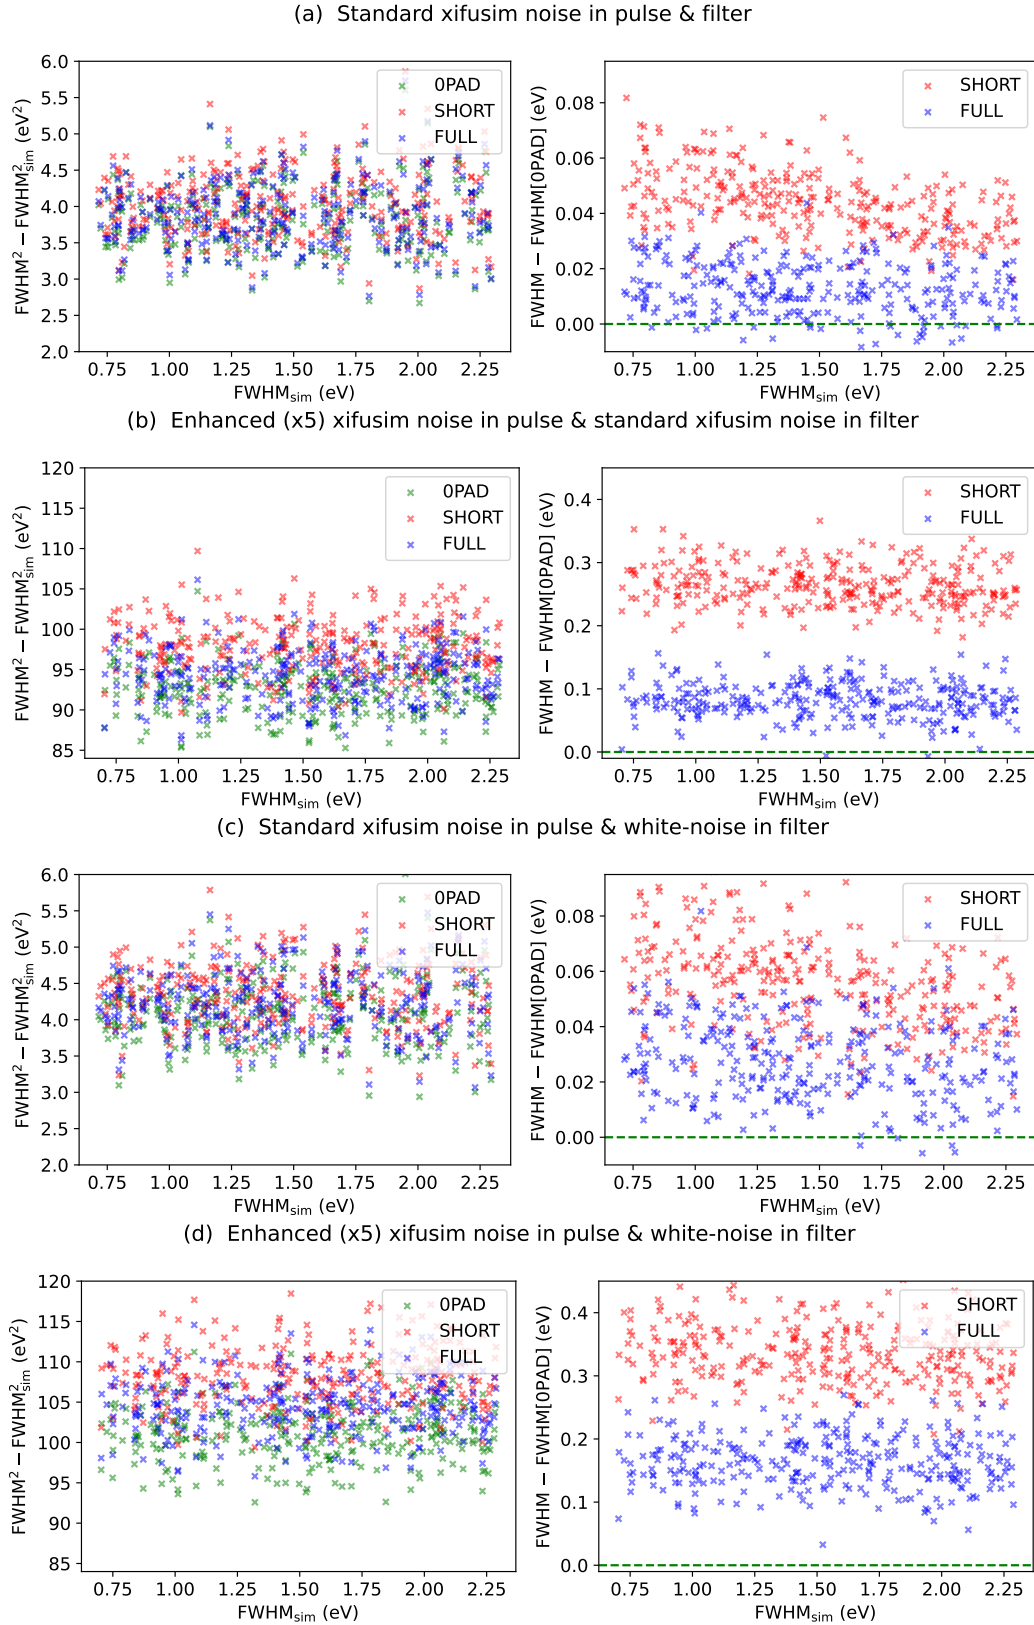 (a) Standard xifusim noise in pulse & filter
FWHM² − FWHM²sim (eV²)
6.0
5.5
5.0
4.5
4.0
3.5
3.0
2.5
2.0
0PAD
SHORT
FULL
0.75 1.00 1.25 1.50 1.75 2.00 2.25
FWHMsim (eV)
FWHM − FWHM[0PAD] (eV)
0.08
0.06
0.04
0.02
0.00
SHORT
FULL
0.75 1.00 1.25 1.50 1.75 2.00 2.25
FWHMsim (eV)
(b) Enhanced (x5) xifusim noise in pulse & standard xifusim noise in filter
FWHM² − FWHM²sim (eV²)
120
115
110
105
100
95
90
85
0PAD
SHORT
FULL
0.75 1.00 1.25 1.50 1.75 2.00 2.25
FWHMsim (eV)
FWHM − FWHM[0PAD] (eV)
0.4
0.3
0.2
0.1
0.0
SHORT
FULL
0.75 1.00 1.25 1.50 1.75 2.00 2.25
FWHMsim (eV)
(c) Standard xifusim noise in pulse & white-noise in filter
FWHM² − FWHM²sim (eV²)
6.0
5.5
5.0
4.5
4.0
3.5
3.0
2.5
2.0
0PAD
SHORT
FULL
0.75 1.00 1.25 1.50 1.75 2.00 2.25
FWHMsim (eV)
FWHM − FWHM[0PAD] (eV)
0.08
0.06
0.04
0.02
0.00
SHORT
FULL
0.75 1.00 1.25 1.50 1.75 2.00 2.25
FWHMsim (eV)
(d) Enhanced (x5) xifusim noise in pulse & white-noise in filter
FWHM² − FWHM²sim (eV²)
120
115
110
105
100
95
90
85
0PAD
SHORT
FULL
0.75 1.00 1.25 1.50 1.75 2.00 2.25
FWHMsim (eV)
FWHM − FWHM[0PAD] (eV)
0.4
0.3
0.2
0.1
0.0
SHORT
FULL
0.75 1.00 1.25 1.50 1.75 2.00 2.25
FWHMsim (eV)